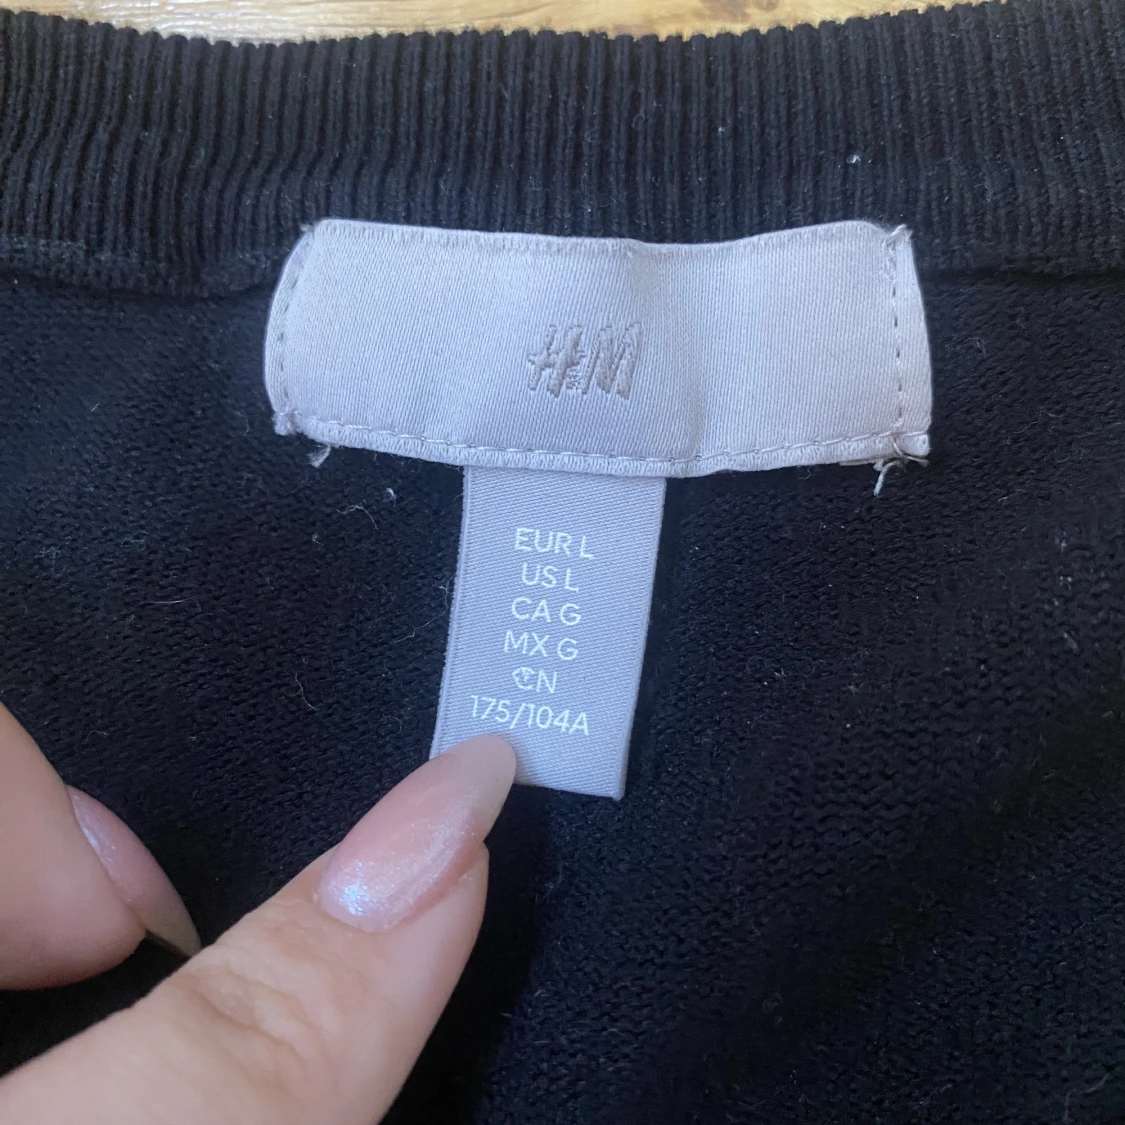 H&M
EUR L
US L
CA G
MX G
CN
175/104A